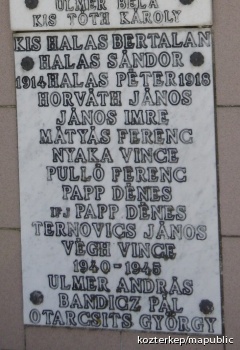 ULMER BÉLA
KIS TÓTH KÁROLY
KIS HALAS BERTALAN
HALAS SÁNDOR
1914 HALAS PÉTER 1918
HORVÁTH JÁNOS
JÁNOS IMRE
MÁTYÁS FERENC
NYAKA VINCE
PULLÓ FERENC
PAPP DÉNES
IFJ PAPP DÉNES
TERNOVICS JÁNOS
VÉGH VINCE
1940-1945
ULMER ANDRÁS
BANDICZ PÁL
OTARCSITS GYÖRGY
kozterkep/mapublic